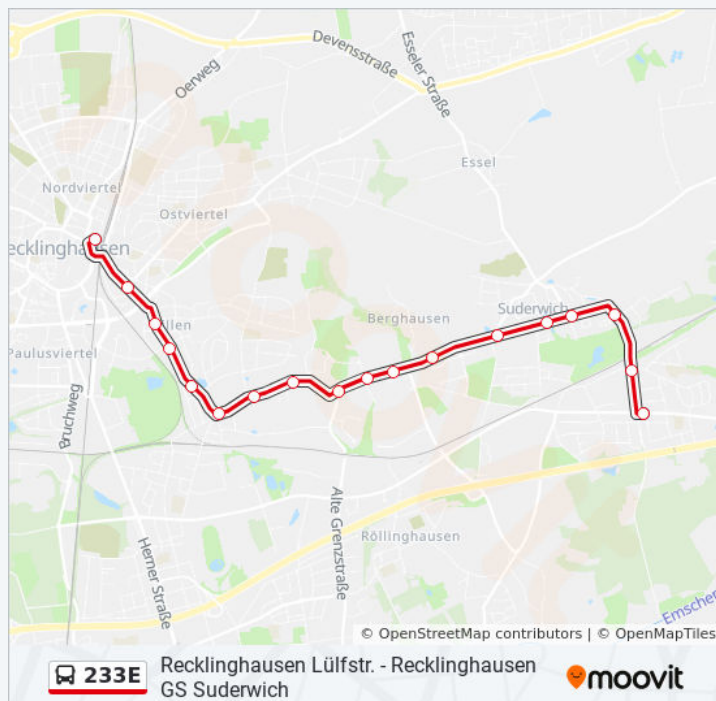 Devensstraße
Esseler Straße
Oerweg
Essel
Nordviertel
Ostviertel
ecklinghausen
Suderwich
Berghausen
illen
Paulusviertel
Bruchweg
Alte Grenzstraße
Herner Straße
Röllinghausen
Emscher
© OpenStreetMap contributors | © OpenMapTiles
233E
Recklinghausen Lülfstr. - Recklinghausen
GS Suderwich
moovit